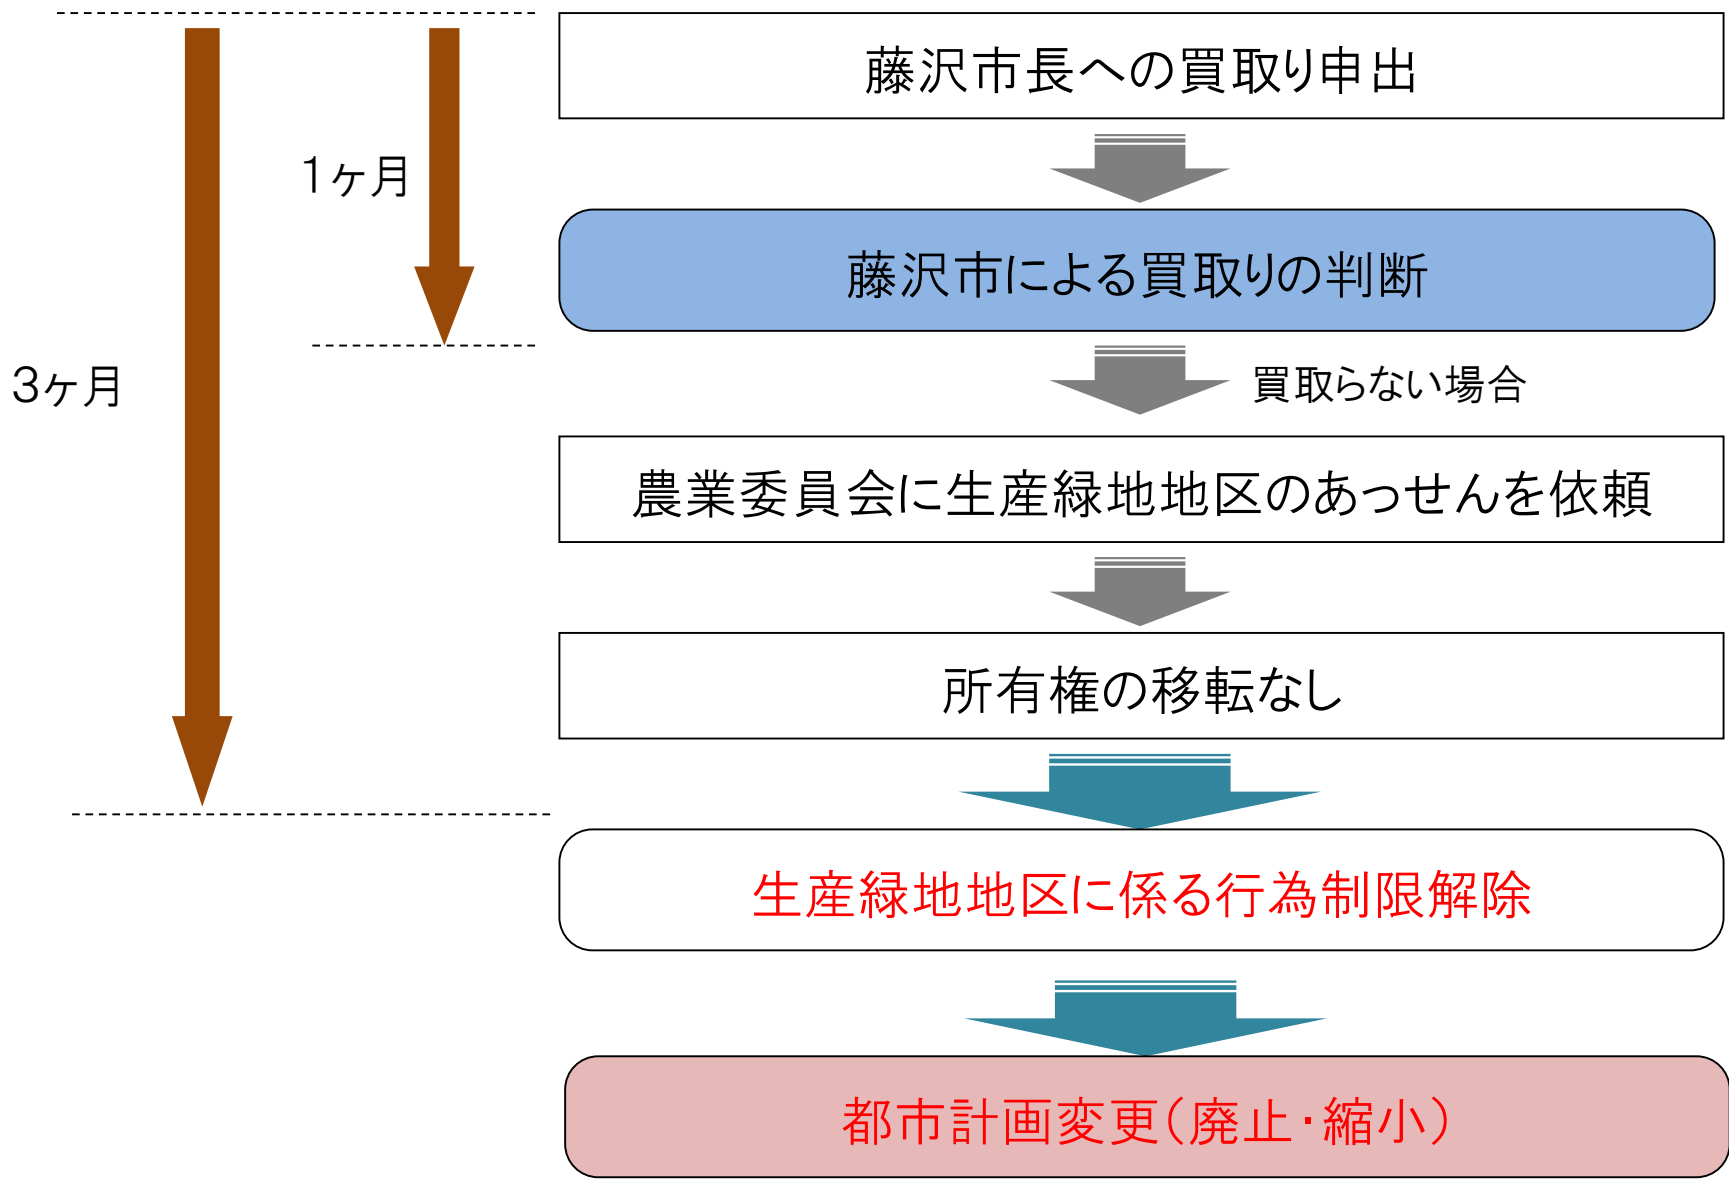 藤沢市長への買取り申出
1ヶ月
藤沢市による買取りの判断
3ヶ月
買取らない場合
農業委員会に生産緑地地区のあっせんを依頼
所有権の移転なし
生産緑地地区に係る行為制限解除
都市計画変更（廃止・縮小）